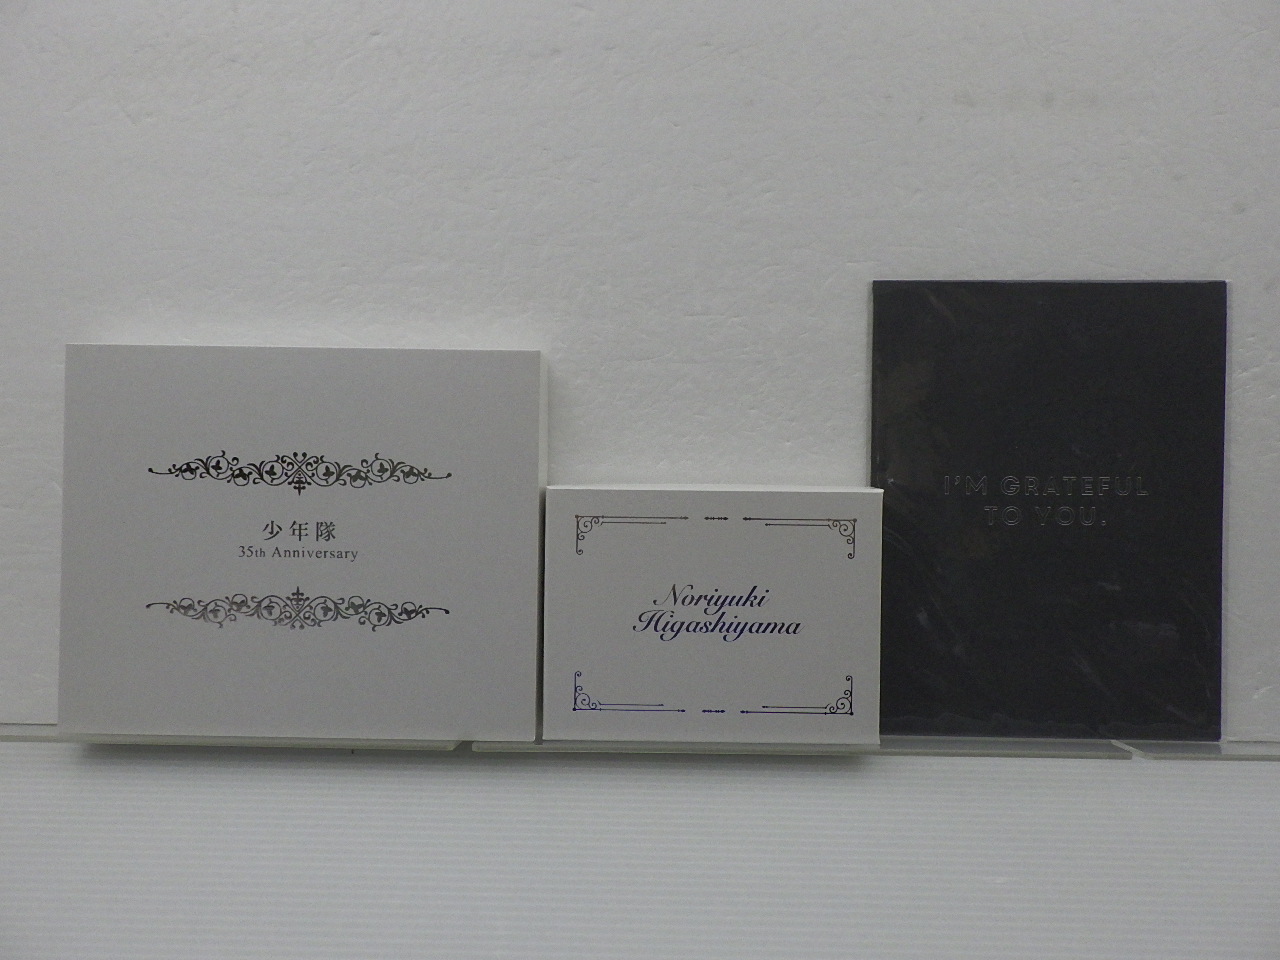 少年隊
35th Anniversary
Noriyuki
Higashiyama
I'M GRATEFUL
TO YOU.